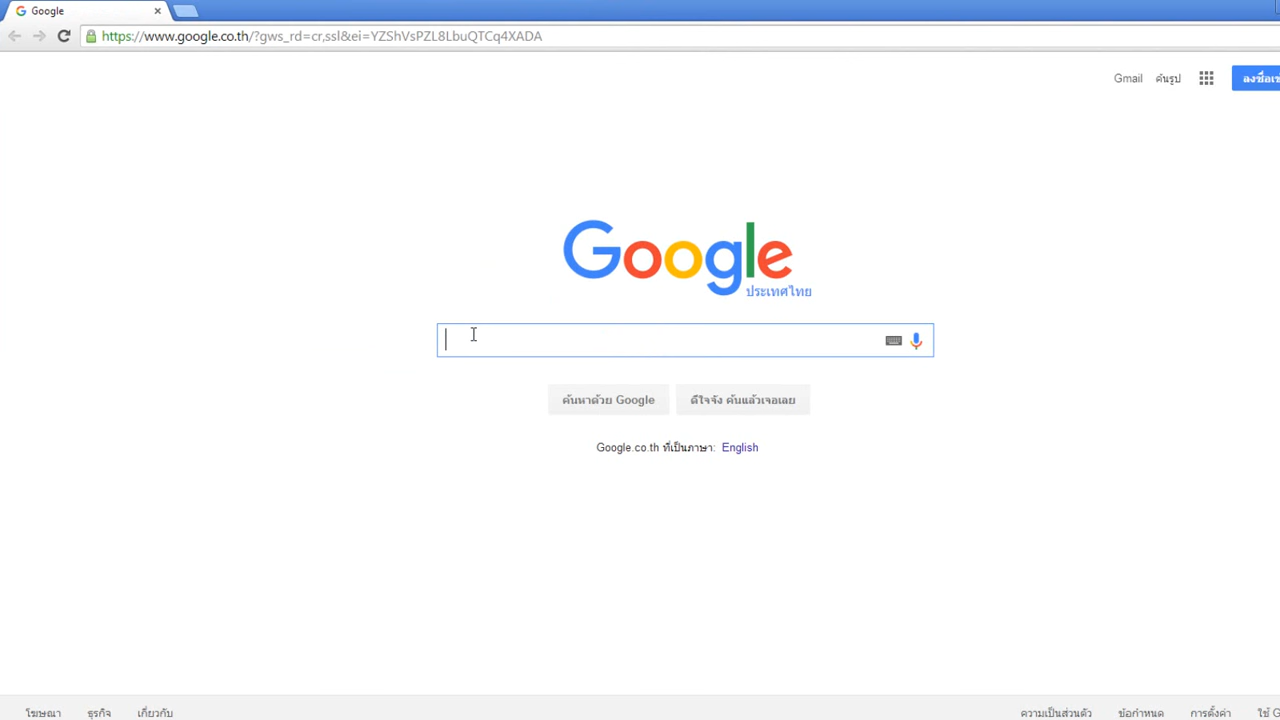 Google
https://www.google.co.th/?gws_rd=cr,ssl&ei=YZShVsPZL8LbuQTCq4XADA
Gmail ค้นรูป
Google
ประเทศไทย
ค้นหาด้วย Google ดีใจจัง ค้นแล้วเจอเลย
Google.co.th ที่เป็นภาษา: English
โฆษณา ธุรกิจ เกี่ยวกับ ความเป็นส่วนตัว ข้อกำหนด การตั้งค่า ใช้